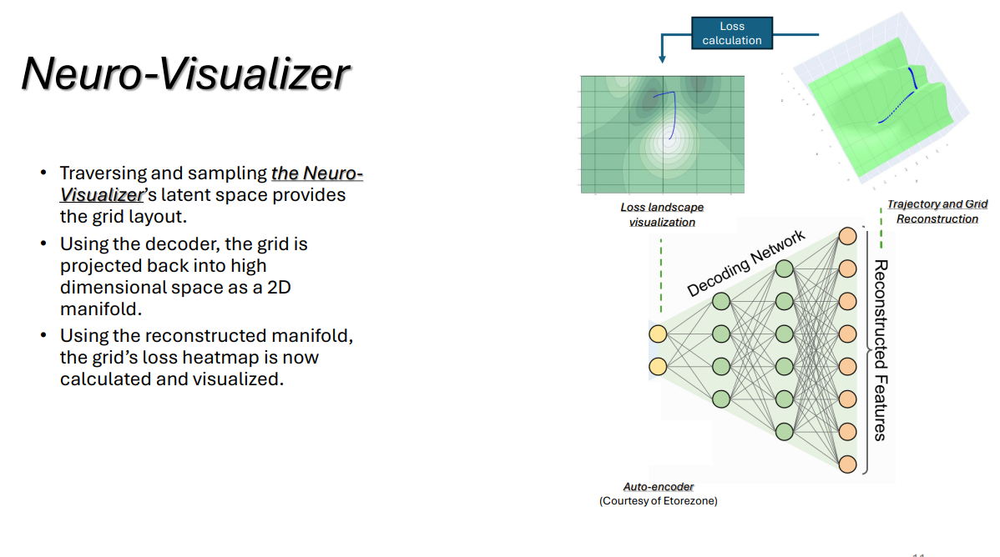 Neuro-Visualizer
• Traversing and sampling the Neuro-
Visualizer’s latent space provides
the grid layout.
• Using the decoder, the grid is
projected back into high
dimensional space as a 2D
manifold.
• Using the reconstructed manifold,
the grid’s loss heatmap is now
calculated and visualized.
Loss
calculation
Loss landscape
visualization
Trajectory and Grid
Reconstruction
Decoding Network
Reconstructed Features
Auto-encoder
(Courtesy of Etorezone)